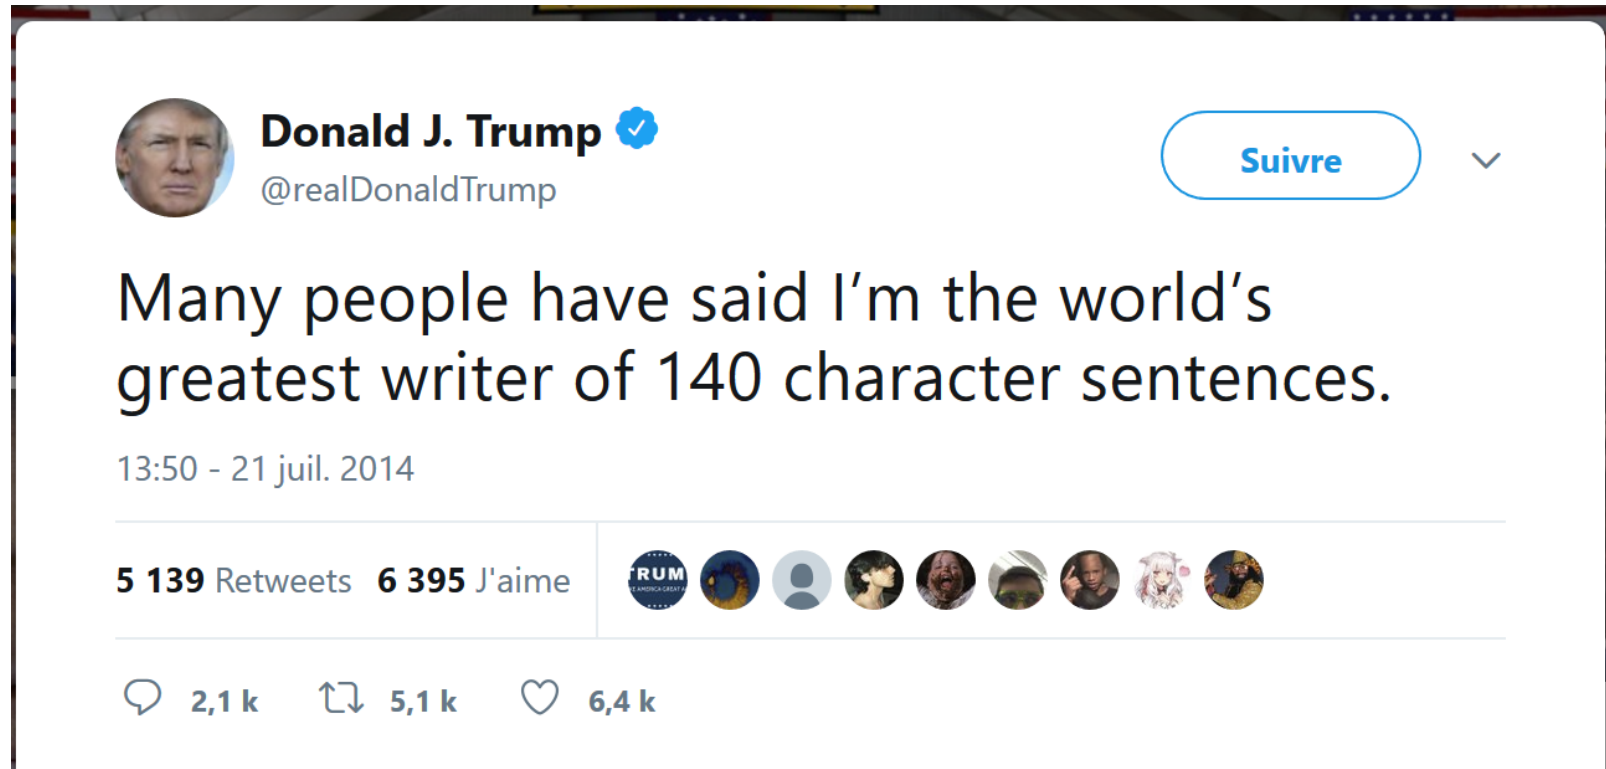 Donald J. Trump
@realDonaldTrump
Suivre
Many people have said I’m the world’s
greatest writer of 140 character sentences.
13:50 - 21 juil. 2014
5 139 Retweets 6 395 J'aime
TRUM
2,1 k 5,1 k 6,4 k